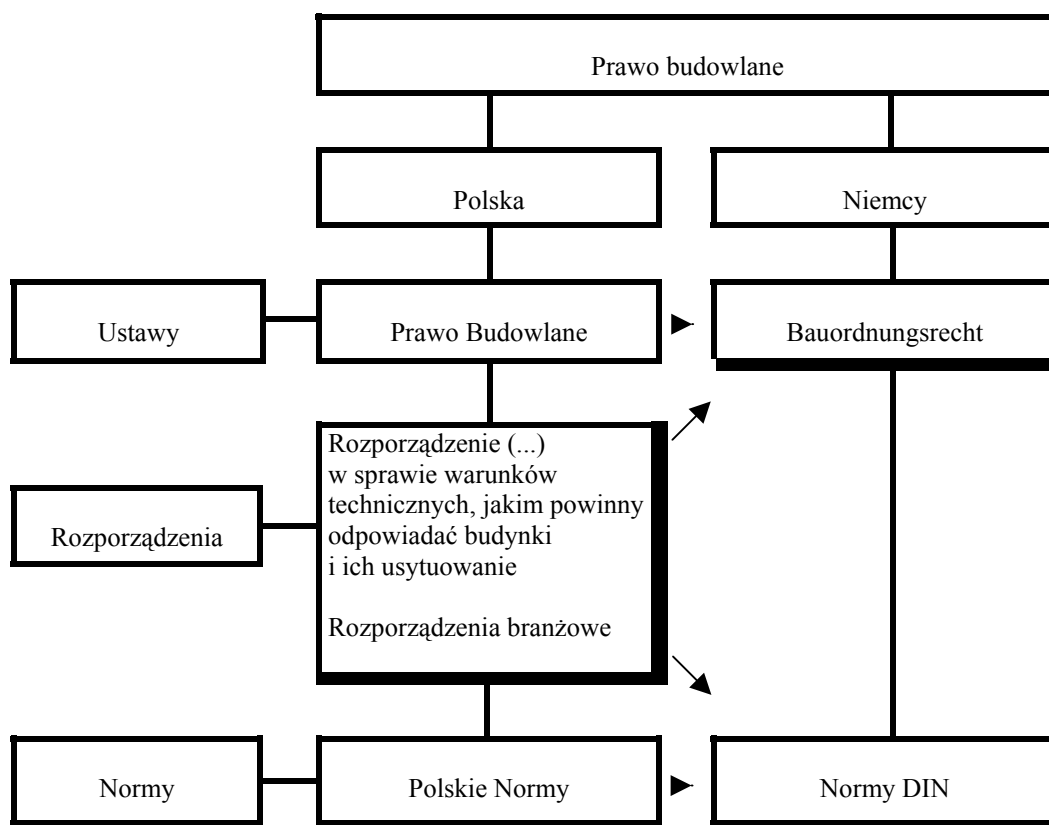 Prawo budowlane
Polska
Niemcy
Ustawy
Prawo Budowlane
Bauordnungsrecht
Rozporządzenia
Rozporządzenie (...)
w sprawie warunków
technicznych, jakim powinny
odpowiadać budynki
i ich usytuowanie
Rozporządzenia branżowe
Normy
Polskie Normy
Normy DIN